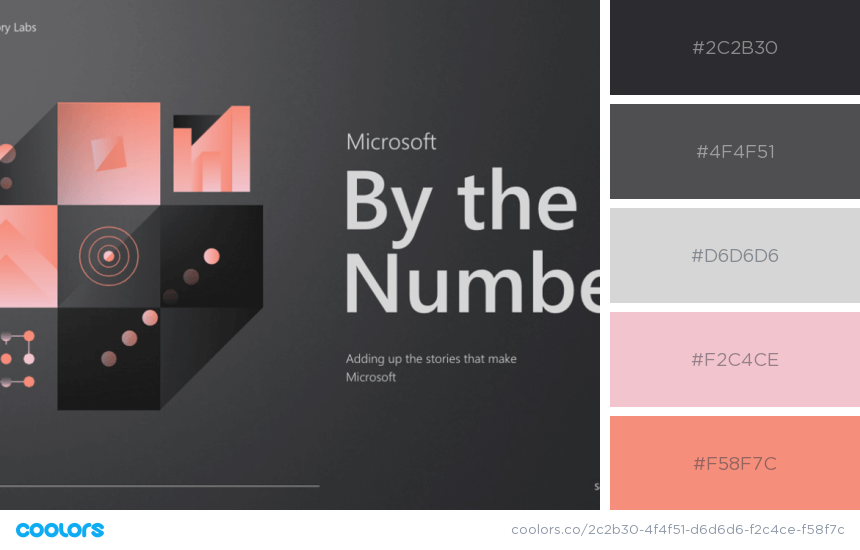 ry Labs
Microsoft
By the
Numbe
Adding up the stories that make
Microsoft
s
#2C2B30
#4F4F51
#D6D6D6
#F2C4CE
#F58F7C
coolors
coolors.co/2c2b30-4f4f51-d6d6d6-f2c4ce-f58f7c